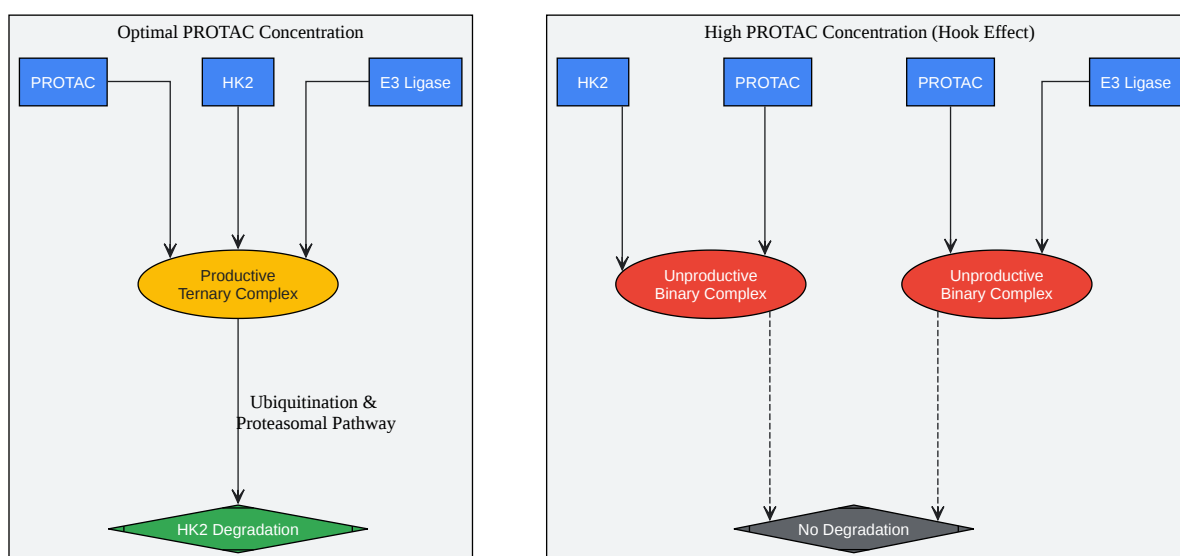 Optimal PROTAC Concentration
PROTAC
HK2
E3 Ligase
Productive
Ternary Complex
Ubiquitination &
Proteasomal Pathway
HK2 Degradation
High PROTAC Concentration (Hook Effect)
HK2
PROTAC
PROTAC
E3 Ligase
Unproductive
Binary Complex
Unproductive
Binary Complex
No Degradation